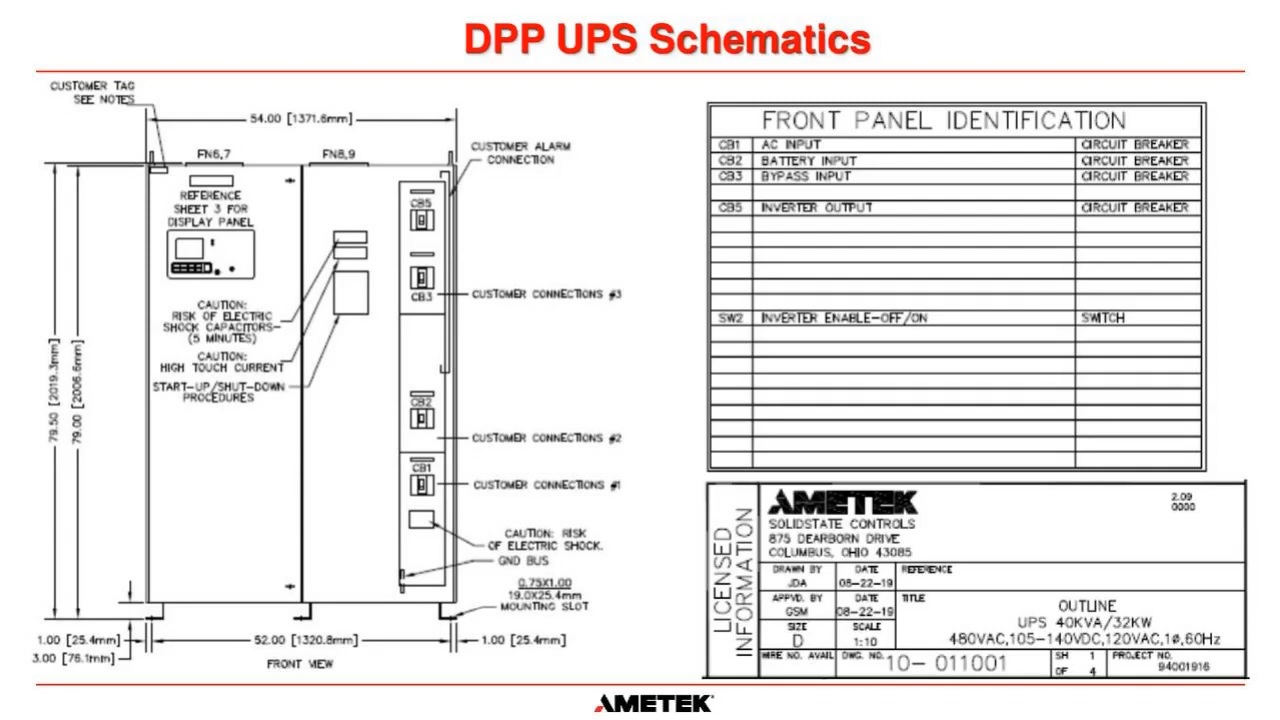 DPP UPS Schematics
CUSTOMER TAG
SEE NOTES
54.00 [1371.6mm]
CUSTOMER ALARM
CONNECTION
FN6,7
FN8,9
REFERENCE
SHEET 3 FOR
DISPLAY PANEL
CB5
CB3
CUSTOMER CONNECTIONS #3
CAUTION:
RISK OF ELECTRIC
SHOCK CAPACITORS-
(5 MINUTES)
CAUTION:
HIGH TOUCH CURRENT
START-UP/SHUT-DOWN
PROCEDURES
79.50 [2019.3mm]
79.00 [2006.6mm]
CB2
CUSTOMER CONNECTIONS #2
CB1
CUSTOMER CONNECTIONS #1
CAUTION: RISK
OF ELECTRIC SHOCK.
GND BUS
0.75X1.00
19.0X25.4mm
MOUNTING SLOT
1.00 [25.4mm]
52.00 [1320.8mm]
1.00 [25.4mm]
3.00 [76.1mm]
FRONT VIEW
FRONT PANEL IDENTIFICATION
CB1 AC INPUT CIRCUIT BREAKER
CB2 BATTERY INPUT CIRCUIT BREAKER
CB3 BYPASS INPUT CIRCUIT BREAKER
CB5 INVERTER OUTPUT CIRCUIT BREAKER
SW2 INVERTER ENABLE-OFF/ON SWITCH
LICENSED
INFORMATION
AMETEK
SOLIDSTATE CONTROLS
875 DEARBORN DRIVE
COLUMBUS, OHIO 43085
2.09
0000
DRAWN BY DATE REFERENCE
JDA 08-22-19
APPVD. BY DATE TITLE
GSM 08-22-19
OUTLINE
UPS 40KVA/32KW
480VAC,105-140VDC,120VAC,1ø,60Hz
SIZE SCALE
D 1:10
WIRE NO. AVAIL DWG. NO. 10- 011001 SH 1 OF 4 PROJECT NO. 94001916
AMETEK